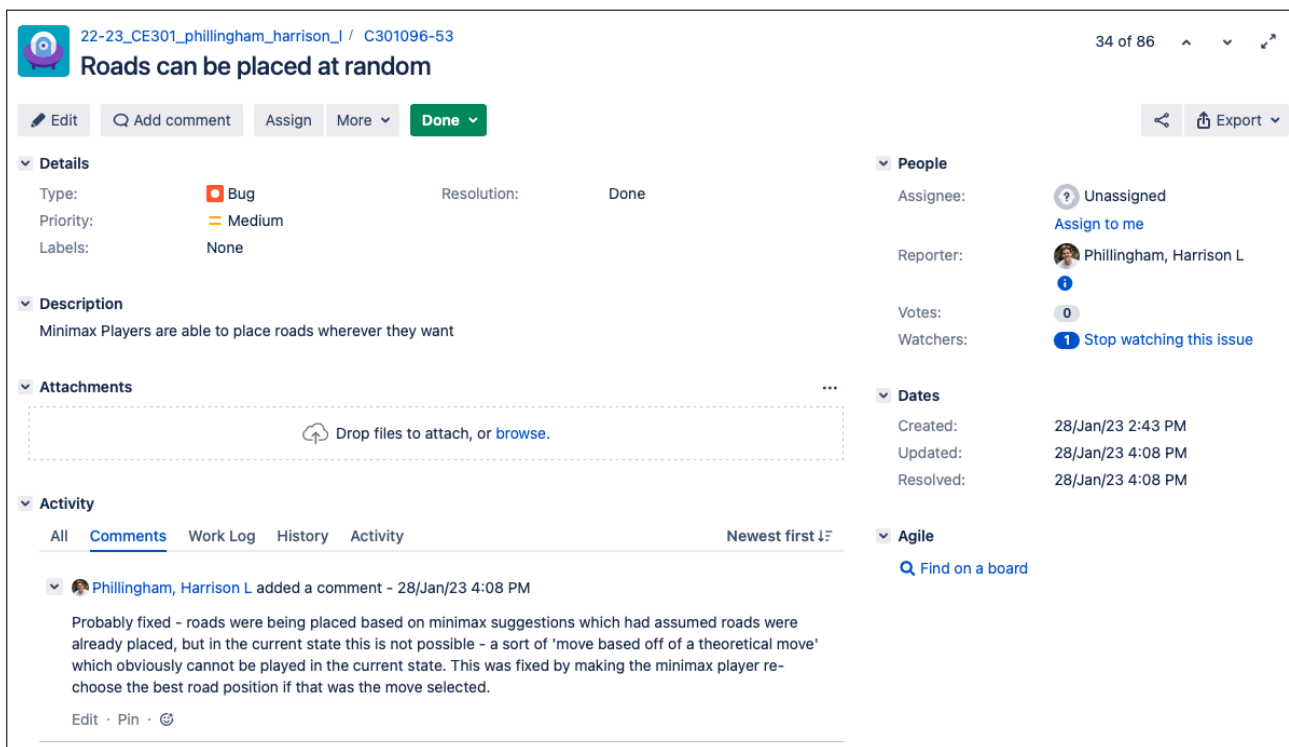 22-23_CE301_phillingham_harrison_l / C301096-53
34 of 86
Roads can be placed at random
Edit Add comment Assign More Done Export
Details
Type: Bug Resolution: Done
Priority: Medium
Labels: None
Description
Minimax Players are able to place roads wherever they want
Attachments
Drop files to attach, or browse.
Activity
All Comments Work Log History Activity Newest first
Phillingham, Harrison L added a comment - 28/Jan/23 4:08 PM
Probably fixed - roads were being placed based on minimax suggestions which had assumed roads were
already placed, but in the current state this is not possible - a sort of 'move based off of a theoretical move'
which obviously cannot be played in the current state. This was fixed by making the minimax player re-
choose the best road position if that was the move selected.
Edit · Pin ·
People
Assignee: Unassigned
Assign to me
Reporter: Phillingham, Harrison L
Votes: 0
Watchers: 1 Stop watching this issue
Dates
Created: 28/Jan/23 2:43 PM
Updated: 28/Jan/23 4:08 PM
Resolved: 28/Jan/23 4:08 PM
Agile
Find on a board